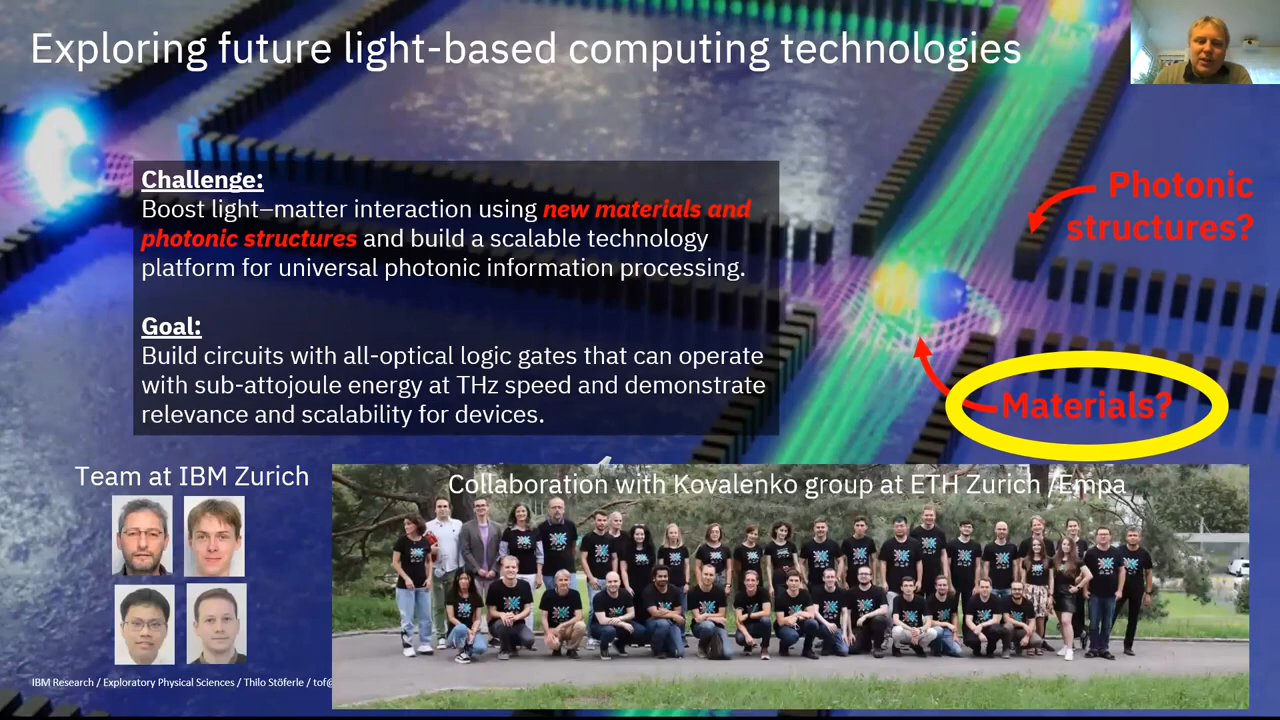 Exploring future light-based computing technologies
Challenge:
Boost light–matter interaction using new materials and
photonic structures and build a scalable technology
platform for universal photonic information processing.
Goal:
Build circuits with all-optical logic gates that can operate
with sub-attojoule energy at THz speed and demonstrate
relevance and scalability for devices.
Photonic
structures?
Materials?
Team at IBM Zurich
Collaboration with Kovalenko group at ETH Zurich /Empa
IBM Research / Exploratory Physical Sciences / Thilo Stöferle / tof@